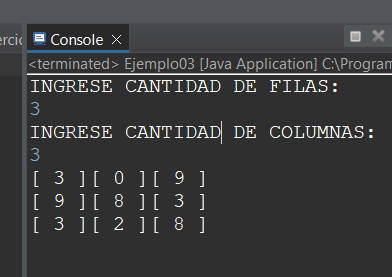 Console
<terminated> Ejemplo03 [Java Application] C:\Program
INGRESE CANTIDAD DE FILAS:
3
INGRESE CANTIDAD DE COLUMNAS:
3
[ 3 ][ 0 ][ 9 ]
[ 9 ][ 8 ][ 3 ]
[ 3 ][ 2 ][ 8 ]